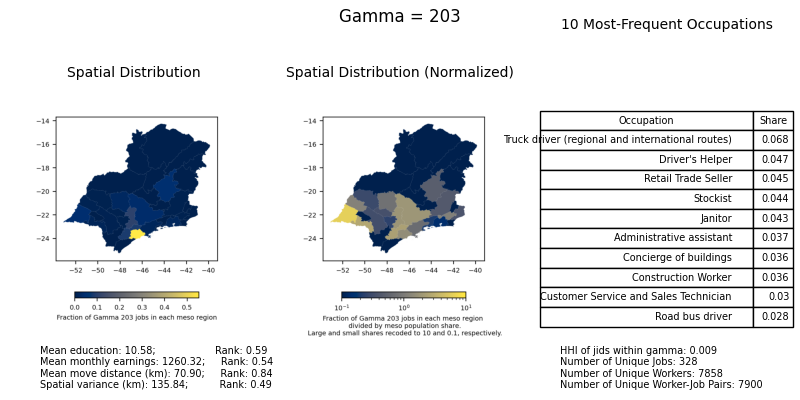 Gamma = 203
10 Most-Frequent Occupations
Spatial Distribution
Spatial Distribution (Normalized)
−14
−16
−18
−20
−22
−24
−52 −50 −48 −46 −44 −42 −40
0.0 0.1 0.2 0.3 0.4 0.5
Fraction of Gamma 203 jobs in each meso region
−14
−16
−18
−20
−22
−24
−52 −50 −48 −46 −44 −42 −40
10⁻¹ 10⁰ 10¹
Fraction of Gamma 203 jobs in each meso region
divided by meso population share.
Large and small shares recoded to 10 and 0.1, respectively.
Occupation Share
Truck driver (regional and international routes) 0.068
Driver's Helper 0.047
Retail Trade Seller 0.045
Stockist 0.044
Janitor 0.043
Administrative assistant 0.037
Concierge of buildings 0.036
Construction Worker 0.036
Customer Service and Sales Technician 0.03
Road bus driver 0.028
Mean education: 10.58; Rank: 0.59
Mean monthly earnings: 1260.32; Rank: 0.54
Mean move distance (km): 70.90; Rank: 0.84
Spatial variance (km): 135.84; Rank: 0.49
HHI of jids within gamma: 0.009
Number of Unique Jobs: 328
Number of Unique Workers: 7858
Number of Unique Worker-Job Pairs: 7900